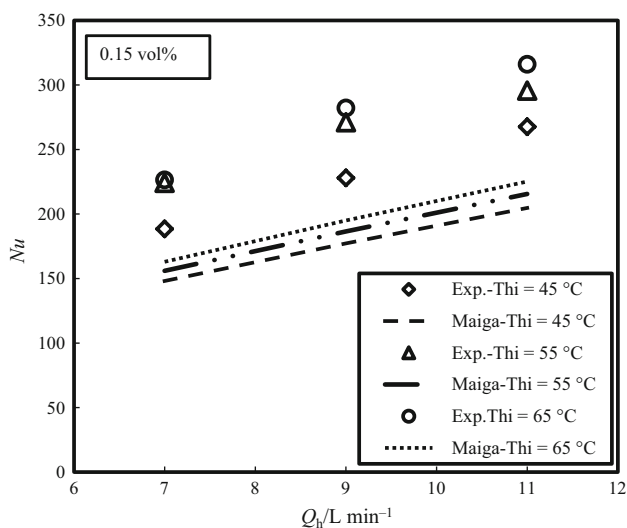 350
300
250
200
150
100
50
0
Nu
0.15 vol%
Exp.-Thi = 45 °C
Maiga-Thi = 45 °C
Exp.-Thi = 55 °C
Maiga-Thi = 55 °C
Exp.Thi = 65 °C
Maiga-Thi = 65 °C
6 7 8 9 10 11 12
Qh/L min⁻¹